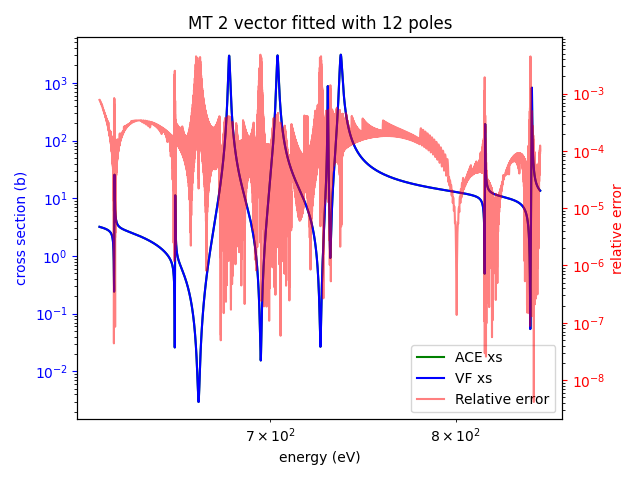 MT 2 vector fitted with 12 poles
10^3
10^2
10^1
10^0
10^-1
10^-2
cross section (b)
10^-3
10^-4
10^-5
10^-6
10^-7
10^-8
relative error
ACE xs
VF xs
Relative error
7 × 10^2
8 × 10^2
energy (eV)